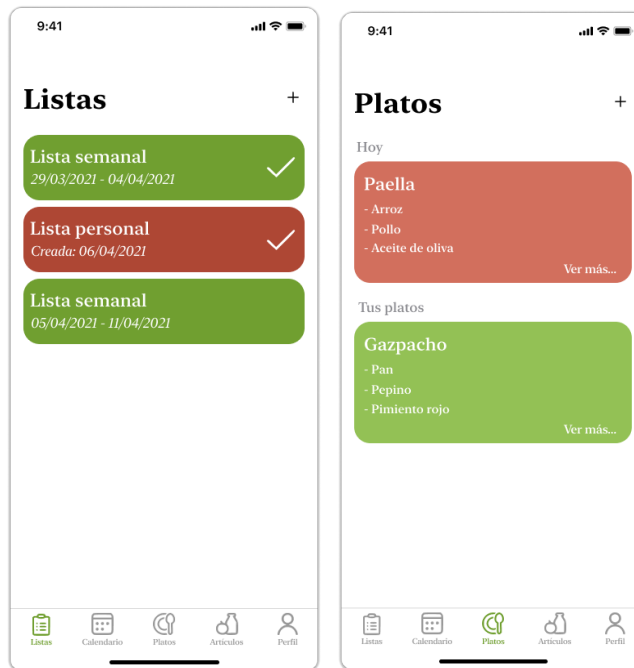 9:41
Listas
+
Lista semanal
29/03/2021 - 04/04/2021
Lista personal
Creada: 06/04/2021
Lista semanal
05/04/2021 - 11/04/2021
Listas
Calendario
Platos
Artículos
Perfil
9:41
Platos
+
Hoy
Paella
- Arroz
- Pollo
- Aceite de oliva
Ver más...
Tus platos
Gazpacho
- Pan
- Pepino
- Pimiento rojo
Ver más...
Listas
Calendario
Platos
Artículos
Perfil